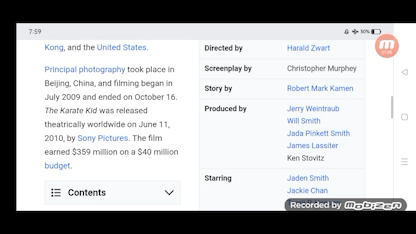 7:59
50%
Kong, and the United States.
Principal photography took place in
Beijing, China, and filming began in
July 2009 and ended on October 16.
The Karate Kid was released
theatrically worldwide on June 11,
2010, by Sony Pictures. The film
earned $359 million on a $40 million
budget.
Contents
Directed by Harald Zwart
Screenplay by Christopher Murphey
Story by Robert Mark Kamen
Produced by Jerry Weintraub
Will Smith
Jada Pinkett Smith
James Lassiter
Ken Stovitz
Starring Jaden Smith
Jackie Chan
Recorded by Mobizen